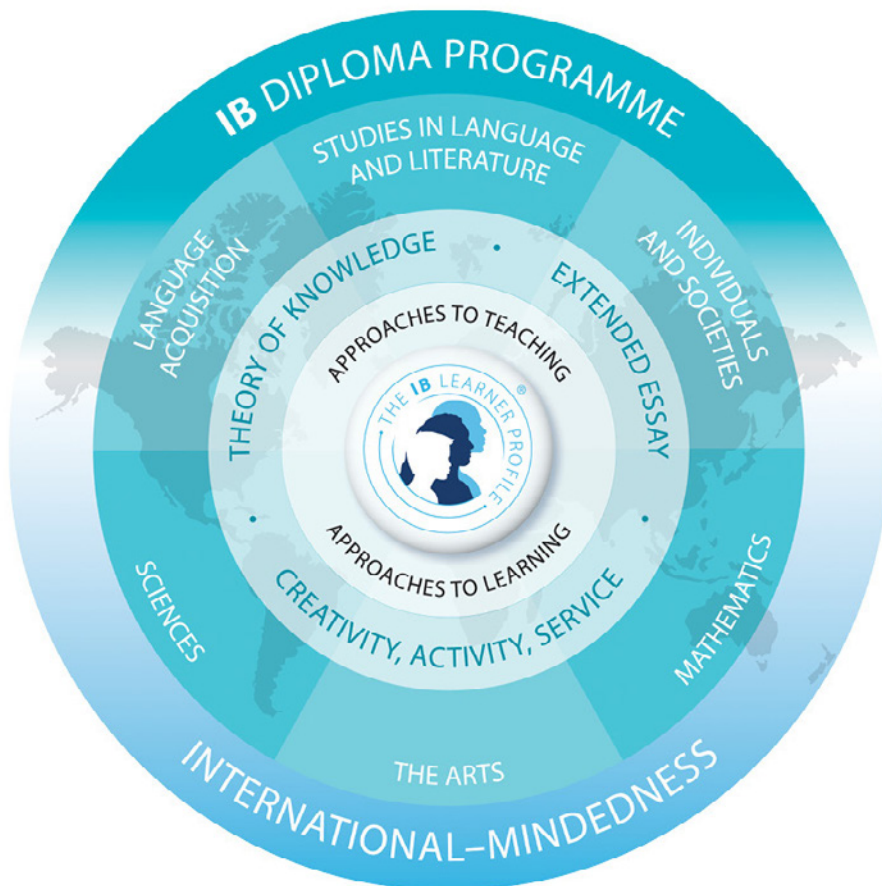 IB DIPLOMA PROGRAMME
STUDIES IN LANGUAGE
AND LITERATURE
LANGUAGE
ACQUISITION
INDIVIDUALS
AND SOCIETIES
THEORY OF KNOWLEDGE
•
EXTENDED ESSAY
•
APPROACHES TO TEACHING
THE IB LEARNER PROFILE
®
APPROACHES TO LEARNING
•
CREATIVITY, ACTIVITY, SERVICE
SCIENCES
MATHEMATICS
THE ARTS
INTERNATIONAL–MINDEDNESS